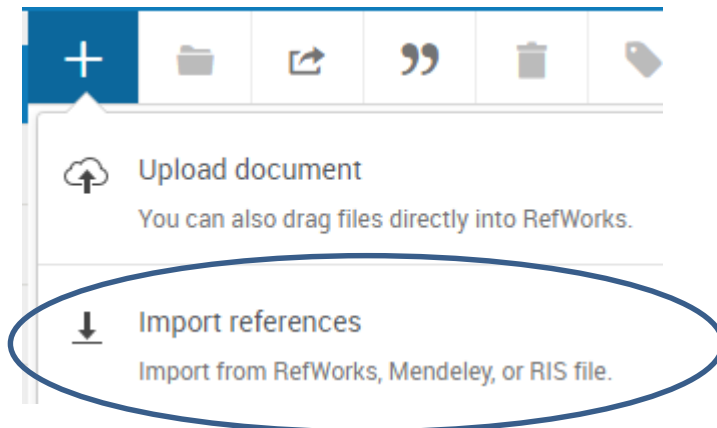 Upload document
You can also drag files directly into RefWorks.
Import references
Import from RefWorks, Mendeley, or RIS file.